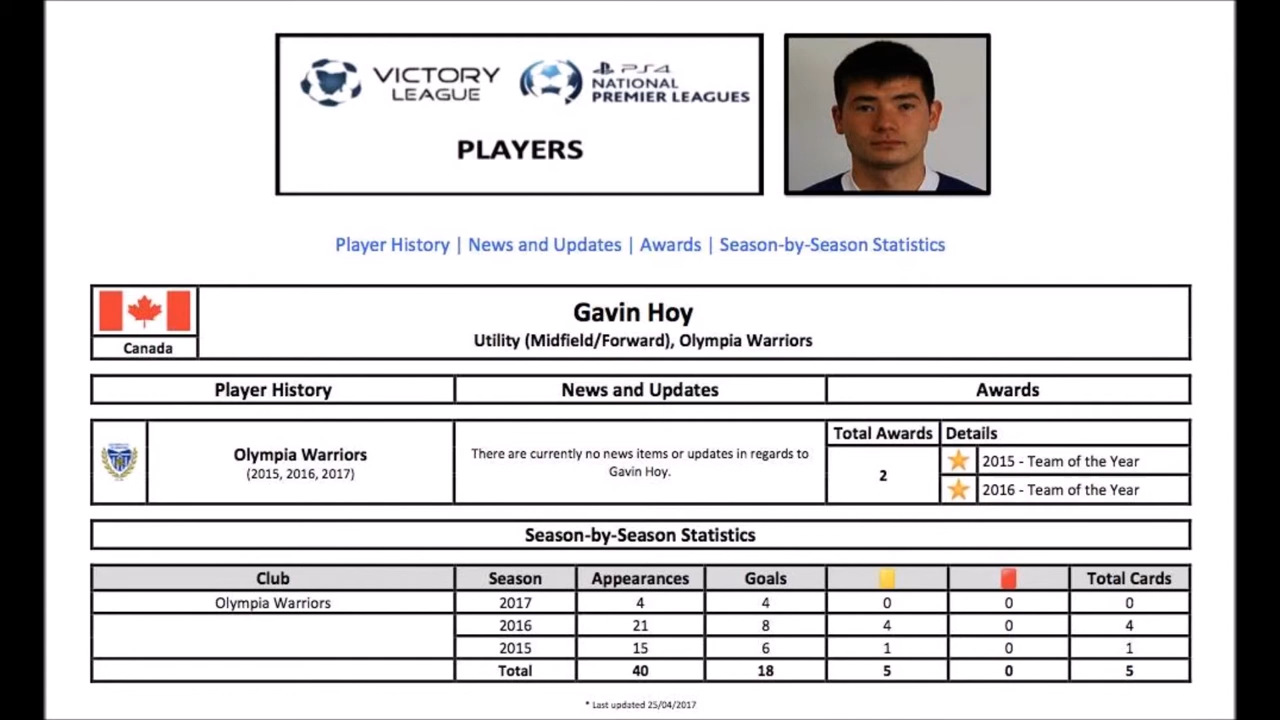 VICTORY LEAGUE
PS4 NATIONAL PREMIER LEAGUES
PLAYERS
Player History | News and Updates | Awards | Season-by-Season Statistics
Canada
Gavin Hoy
Utility (Midfield/Forward), Olympia Warriors
Player History News and Updates Awards
Olympia Warriors
(2015, 2016, 2017)
There are currently no news items or updates in regards to
Gavin Hoy.
Total Awards Details
2
2015 - Team of the Year
2016 - Team of the Year
Season-by-Season Statistics
Club Season Appearances Goals Total Cards
Olympia Warriors 2017 4 4 0 0 0
2016 21 8 4 0 4
2015 15 6 1 0 1
Total 40 18 5 0 5
* Last updated 25/04/2017